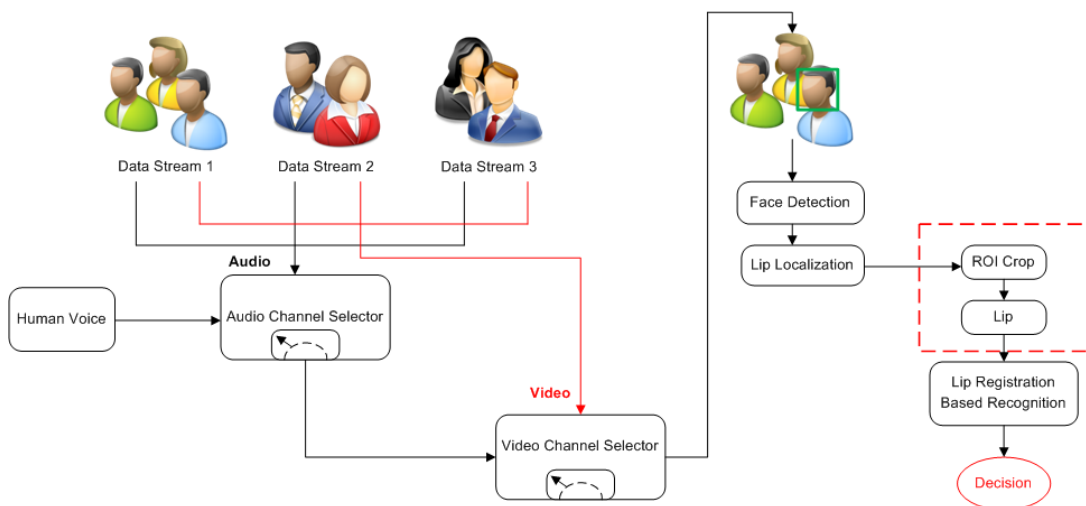 Data Stream 1
Data Stream 2
Data Stream 3
Audio
Human Voice
Audio Channel Selector
Video
Video Channel Selector
Face Detection
Lip Localization
ROI Crop
Lip
Lip Registration
Based Recognition
Decision